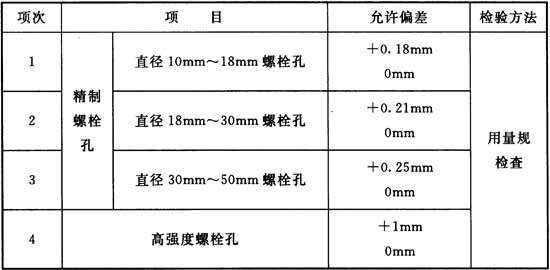 项次 项 目 允许偏差 检验方法
1 精制螺栓孔 直径 10mm～18mm 螺栓孔 +0.18mm
0mm
2 直径 18mm～30mm 螺栓孔 +0.21mm
0mm
3 直径 30mm～50mm 螺栓孔 +0.25mm
0mm
4 高强度螺栓孔 +1mm
0mm
用量规
检查